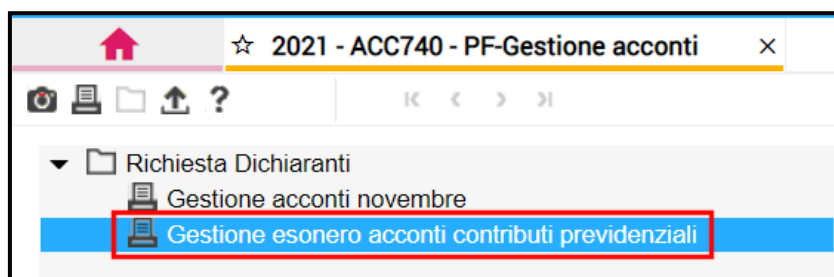 2021 - ACC740 - PF-Gestione acconti
?
Richiesta Dichiaranti
Gestione acconti novembre
Gestione esonero acconti contributi previdenziali